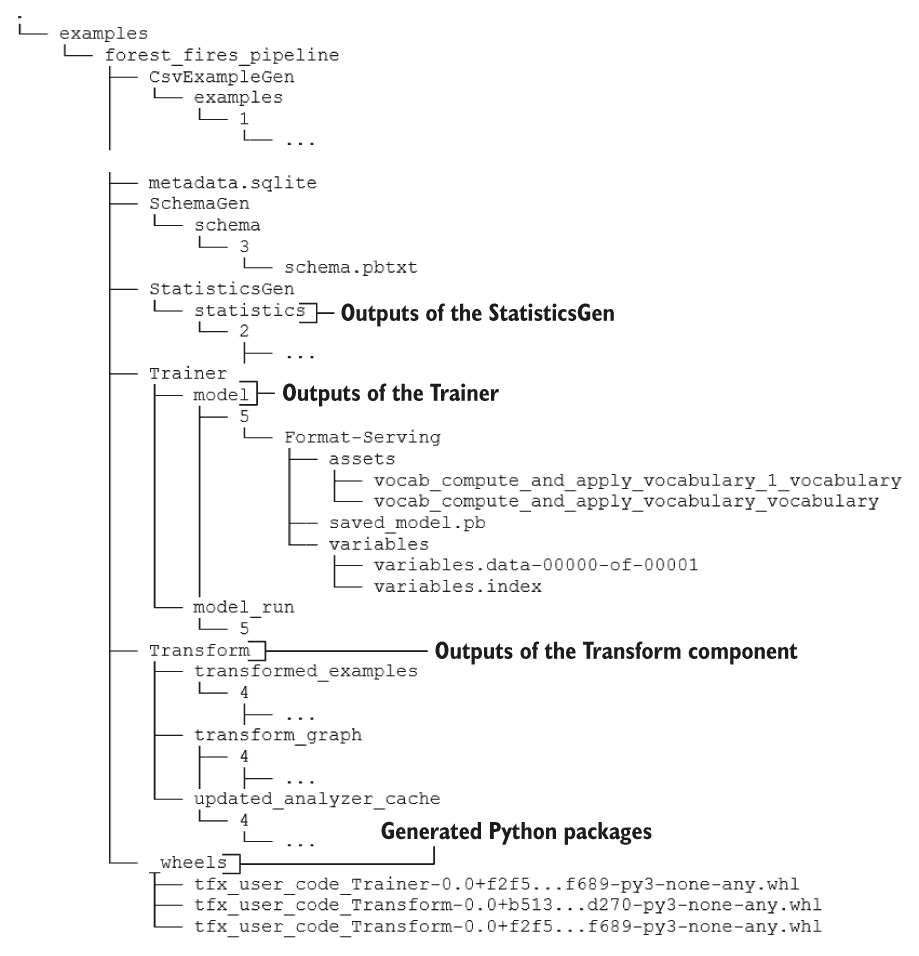 .
└── examples
    └── forest_fires_pipeline
        ├── CsvExampleGen
        │   └── examples
        │       └── 1
        │           └── ...
        ├── metadata.sqlite
        ├── SchemaGen
        │   └── schema
        │       └── 3
        │           └── schema.pbtxt
        ├── StatisticsGen
        │   └── statistics Outputs of the StatisticsGen
        │       └── 2
        │           ├── ...
        ├── Trainer
        │   ├── model Outputs of the Trainer
        │   │   ├── 5
        │   │   │   └── Format-Serving
        │   │   │       ├── assets
        │   │   │       │   ├── vocab_compute_and_apply_vocabulary_1_vocabulary
        │   │   │       │   └── vocab_compute_and_apply_vocabulary_vocabulary
        │   │   │       ├── saved_model.pb
        │   │   │       └── variables
        │   │   │           ├── variables.data-00000-of-00001
        │   │   │           └── variables.index
        │   └── model_run
        │       └── 5
        ├── Transform Outputs of the Transform component
        │   ├── transformed_examples
        │   │   └── 4
        │   │       ├── ...
        │   ├── transform_graph
        │   │   ├── 4
        │   │   │   ├── ...
        │   └── updated_analyzer_cache
        │       └── 4
        │           └── ...
Generated Python packages
        └── _wheels
            ├── tfx_user_code_Trainer-0.0+f2f5...f689-py3-none-any.whl
            ├── tfx_user_code_Transform-0.0+b513...d270-py3-none-any.whl
            └── tfx_user_code_Transform-0.0+f2f5...f689-py3-none-any.whl